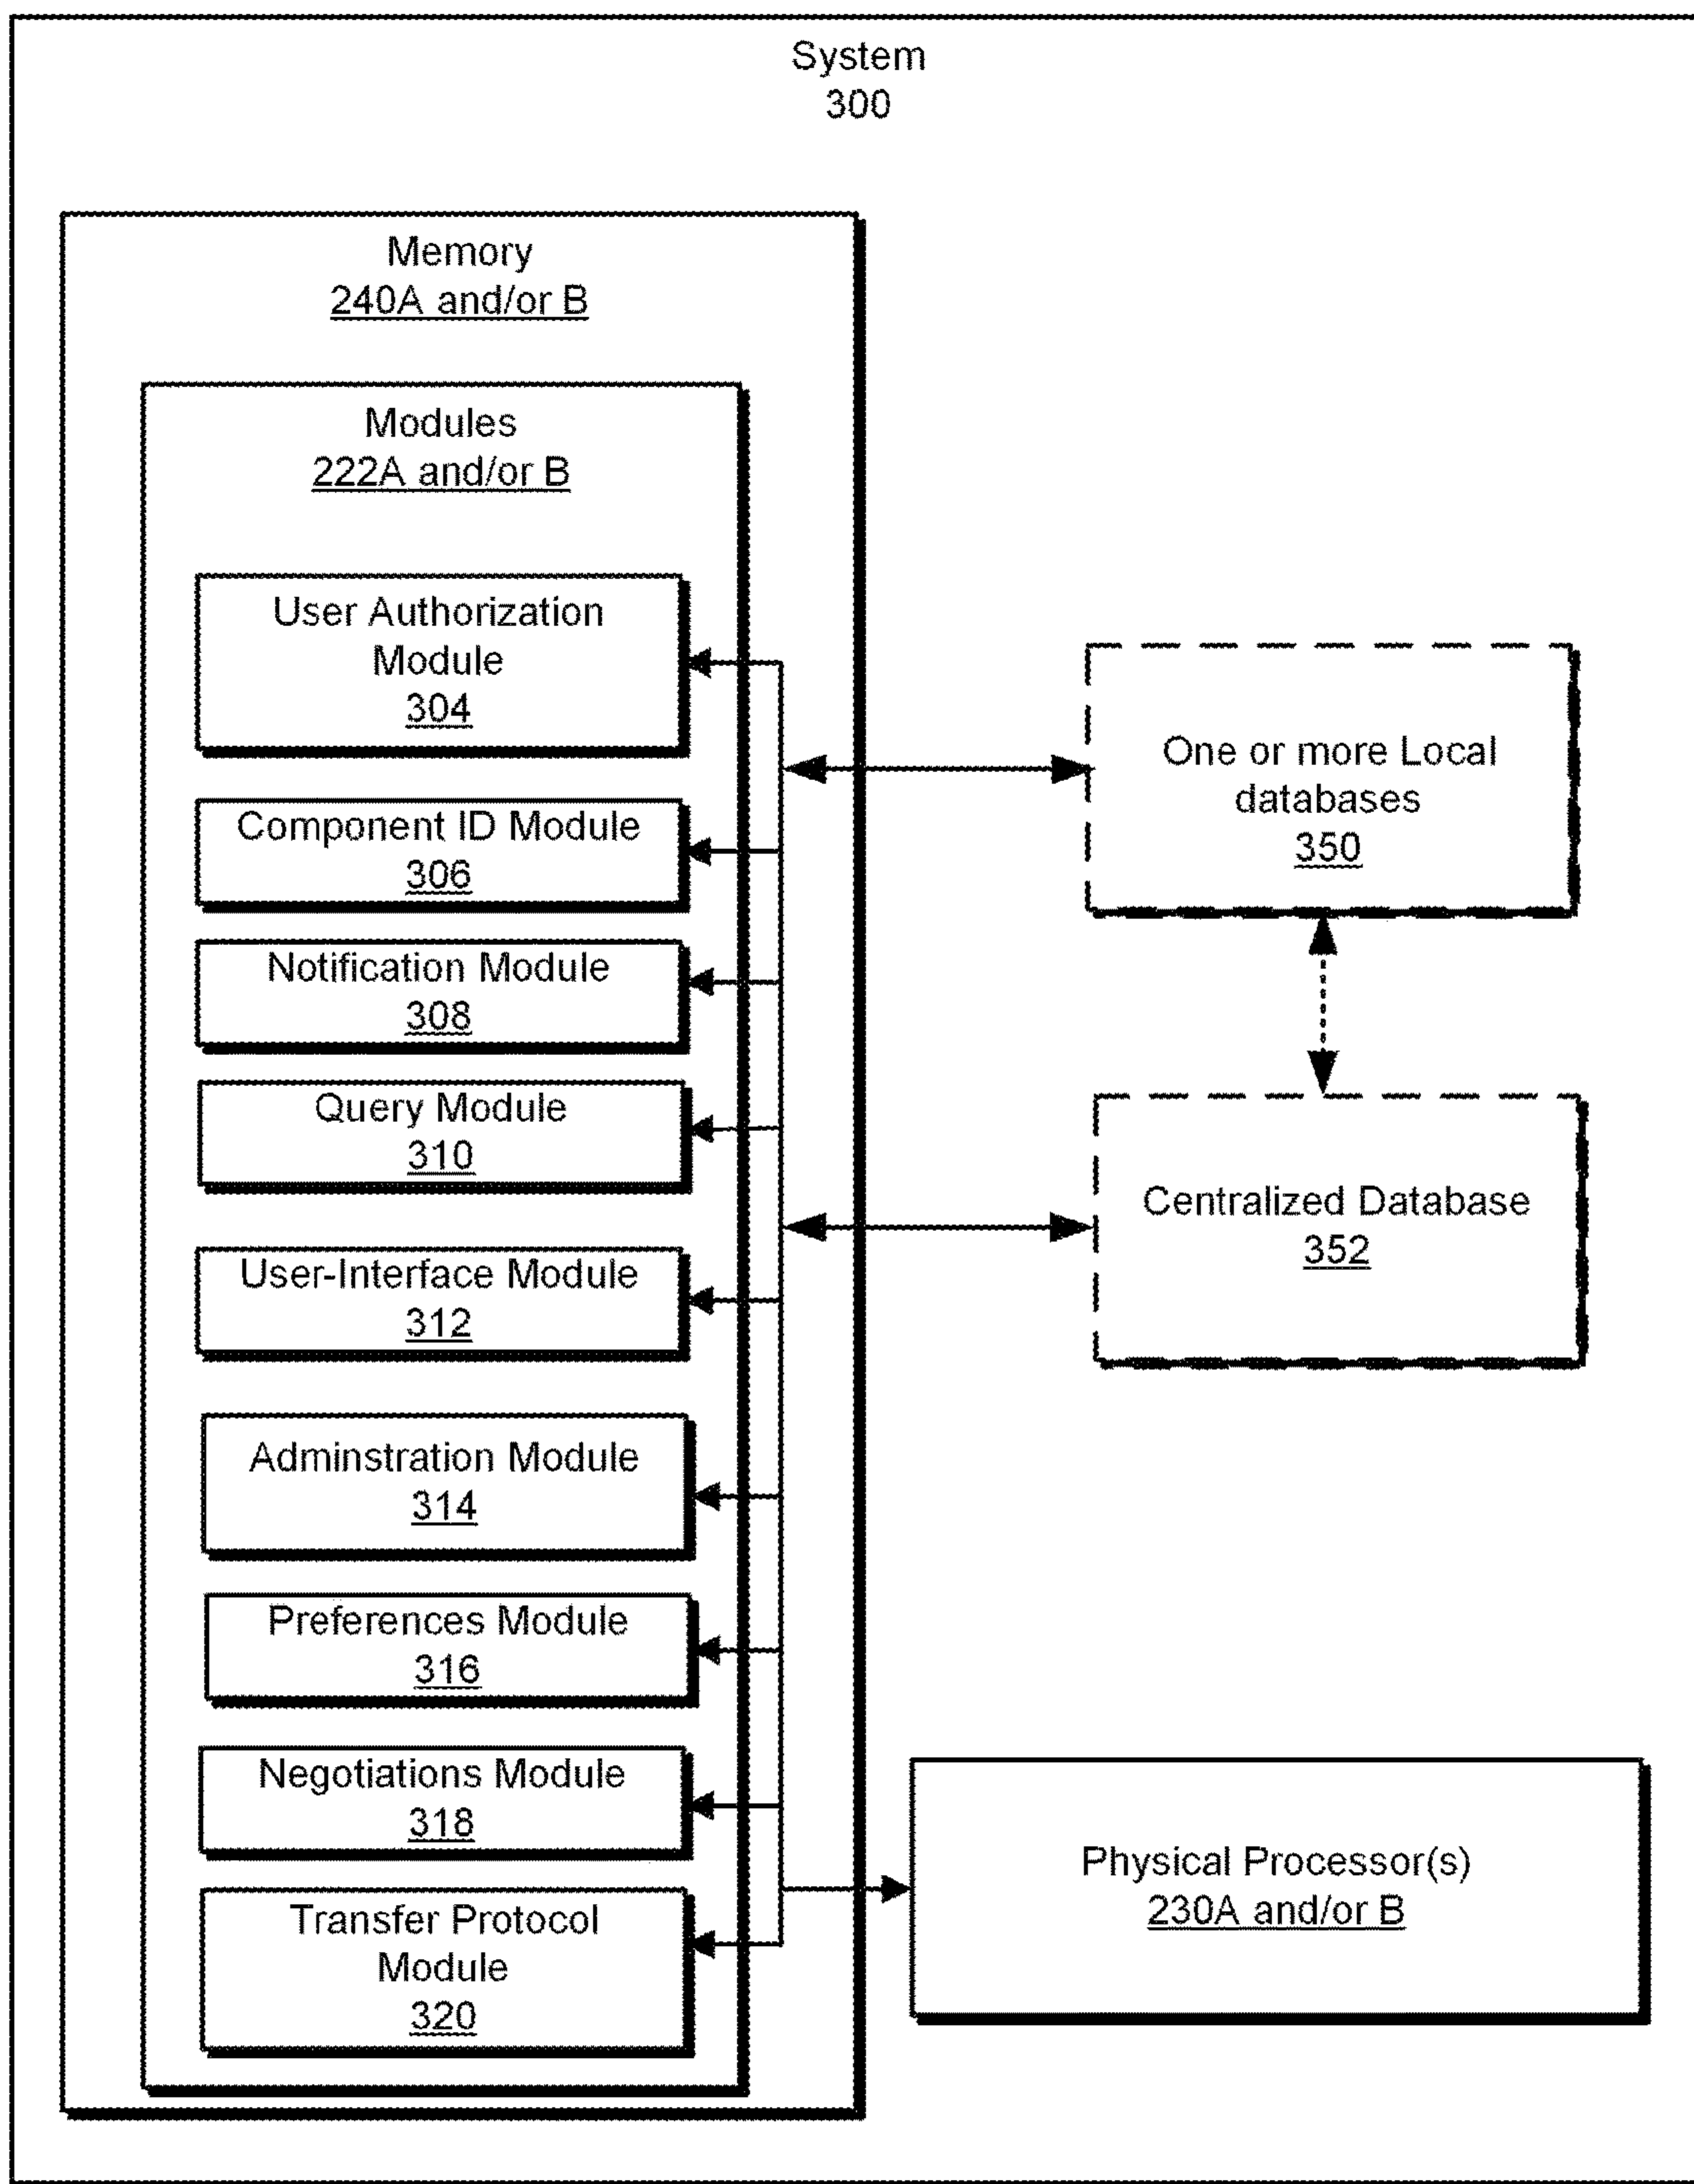 System
300
Memory
240A and/or B
Modules
222A and/or B
User Authorization
Module
304
Component ID Module
306
Notification Module
308
Query Module
310
User-Interface Module
312
Adminstration Module
314
Preferences Module
316
Negotiations Module
318
Transfer Protocol
Module
320
One or more Local
databases
350
Centralized Database
352
Physical Processor(s)
230A and/or B